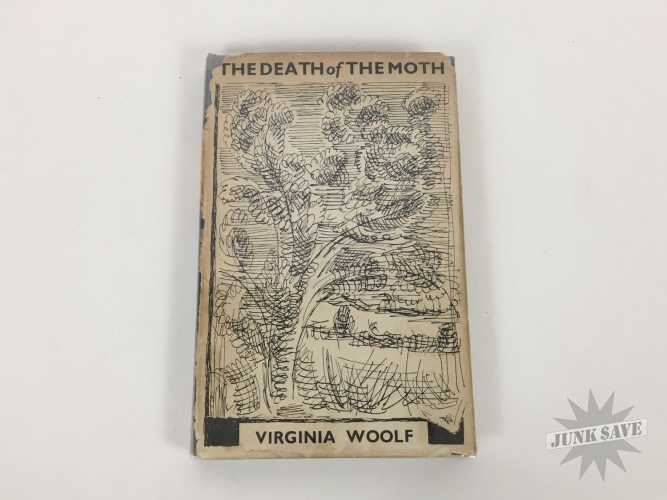 THE DEATH of THE MOTH
VIRGINIA WOOLF
JUNK SAVE